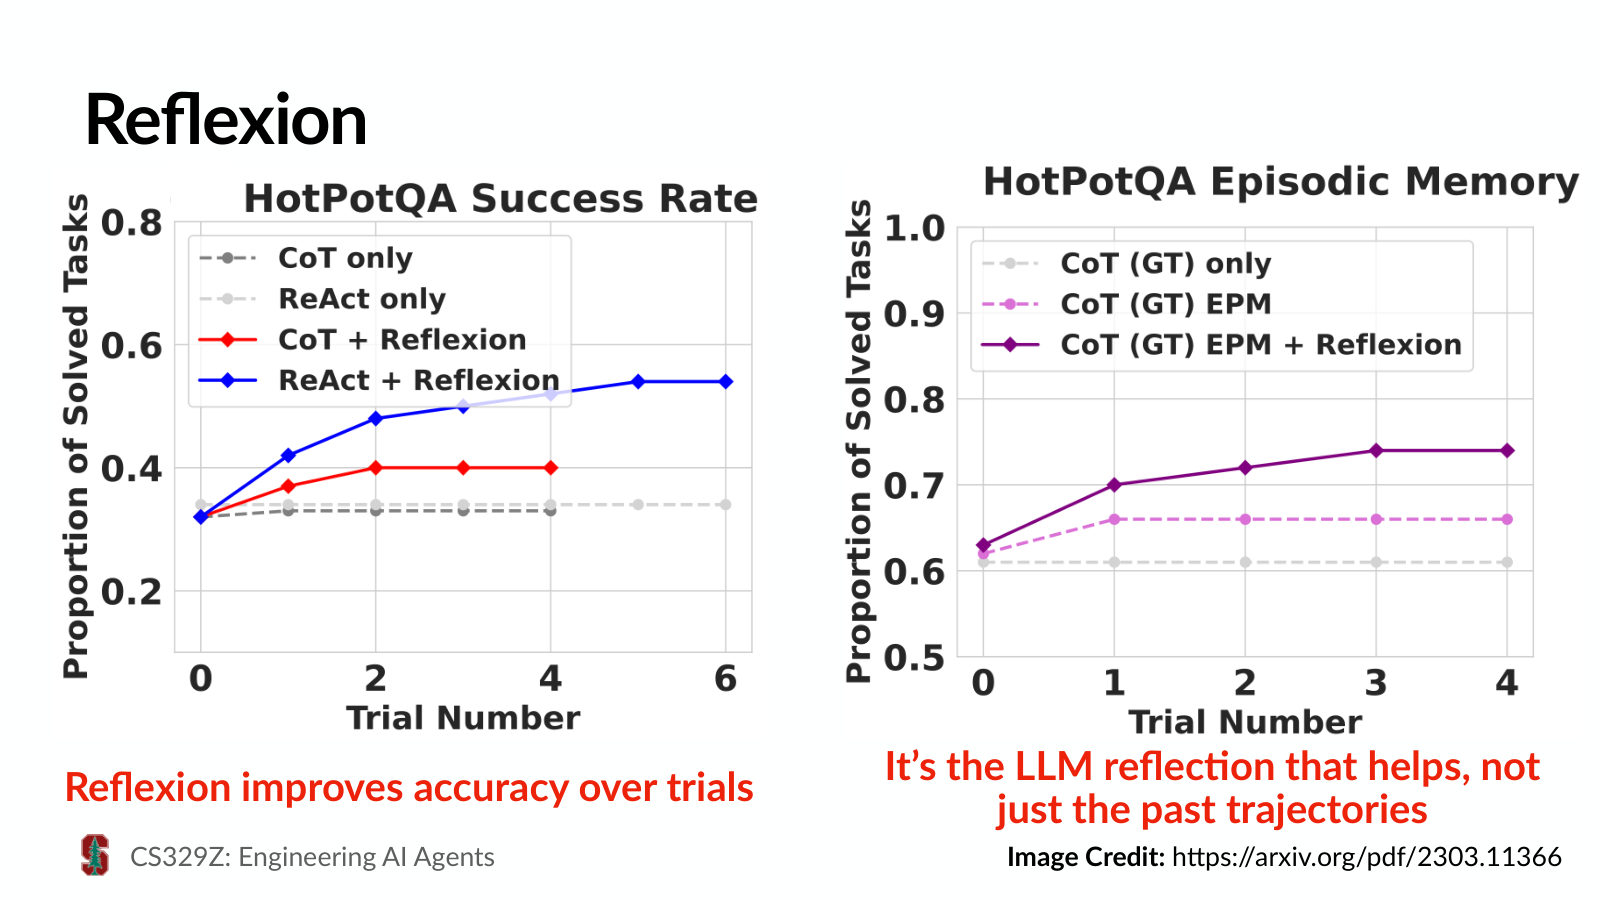 Reflexion
HotPotQA Success Rate
Proportion of Solved Tasks
0.8
0.6
0.4
0.2
CoT only
ReAct only
CoT + Reflexion
ReAct + Reflexion
0 2 4 6
Trial Number
Reflexion improves accuracy over trials
HotPotQA Episodic Memory
Proportion of Solved Tasks
1.0
0.9
0.8
0.7
0.6
0.5
CoT (GT) only
CoT (GT) EPM
CoT (GT) EPM + Reflexion
0 1 2 3 4
Trial Number
It’s the LLM reflection that helps, not
just the past trajectories
CS329Z: Engineering AI Agents
Image Credit: https://arxiv.org/pdf/2303.11366